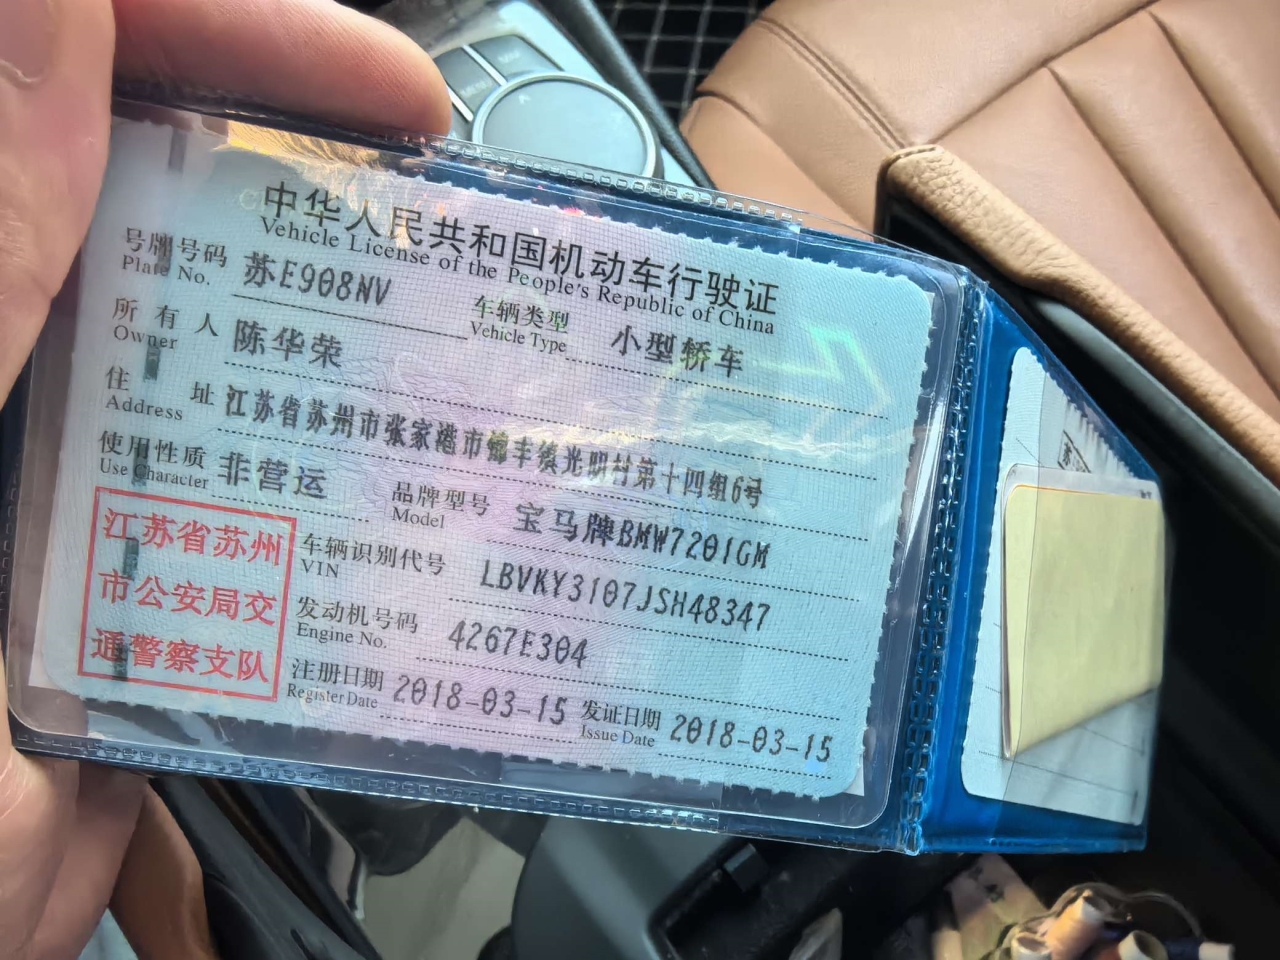 中华人民共和国机动车行驶证
Vehicle License of the People's Republic of China
号牌号码 苏E908NV 车辆类型 小型轿车
Plate No. Vehicle Type
所有人 陈华荣
Owner
住址 江苏省苏州市张家港市锦丰镇光明村第十四组6号
Address
使用性质 非营运 品牌型号 宝马牌BMW7201GM
Use Character Model
江苏省苏州
市公安局交
通警察支队
车辆识别代号 LBVKY3107JSH48347
VIN
发动机号码 4267E304
Engine No.
注册日期 2018-03-15 发证日期 2018-03-15
Register Date Issue Date
MENU